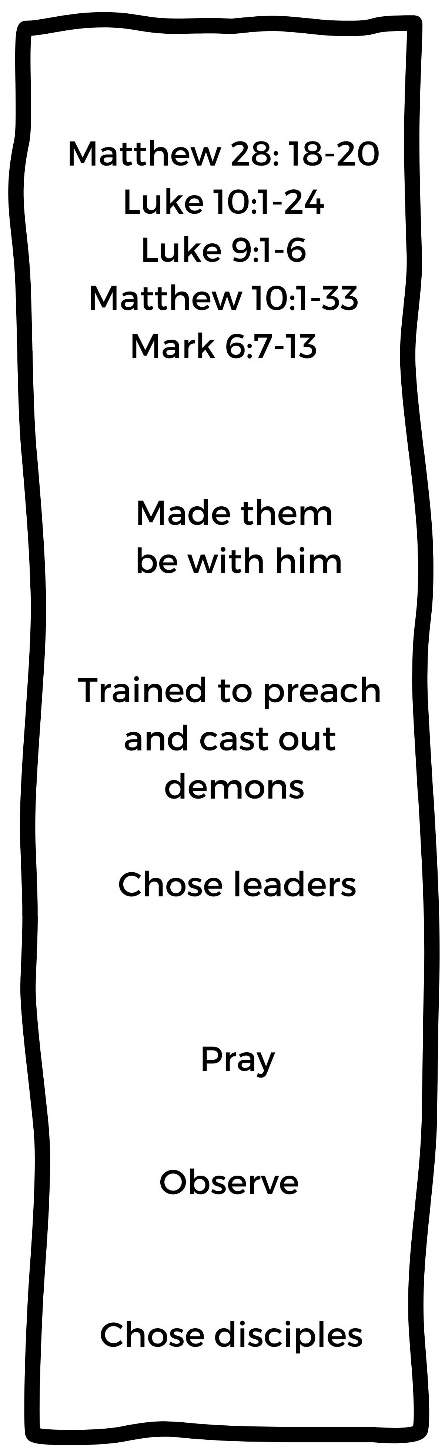 Matthew 28: 18-20
Luke 10:1-24
Luke 9:1-6
Matthew 10:1-33
Mark 6:7-13
Made them
be with him
Trained to preach
and cast out
demons
Chose leaders
Pray
Observe
Chose disciples